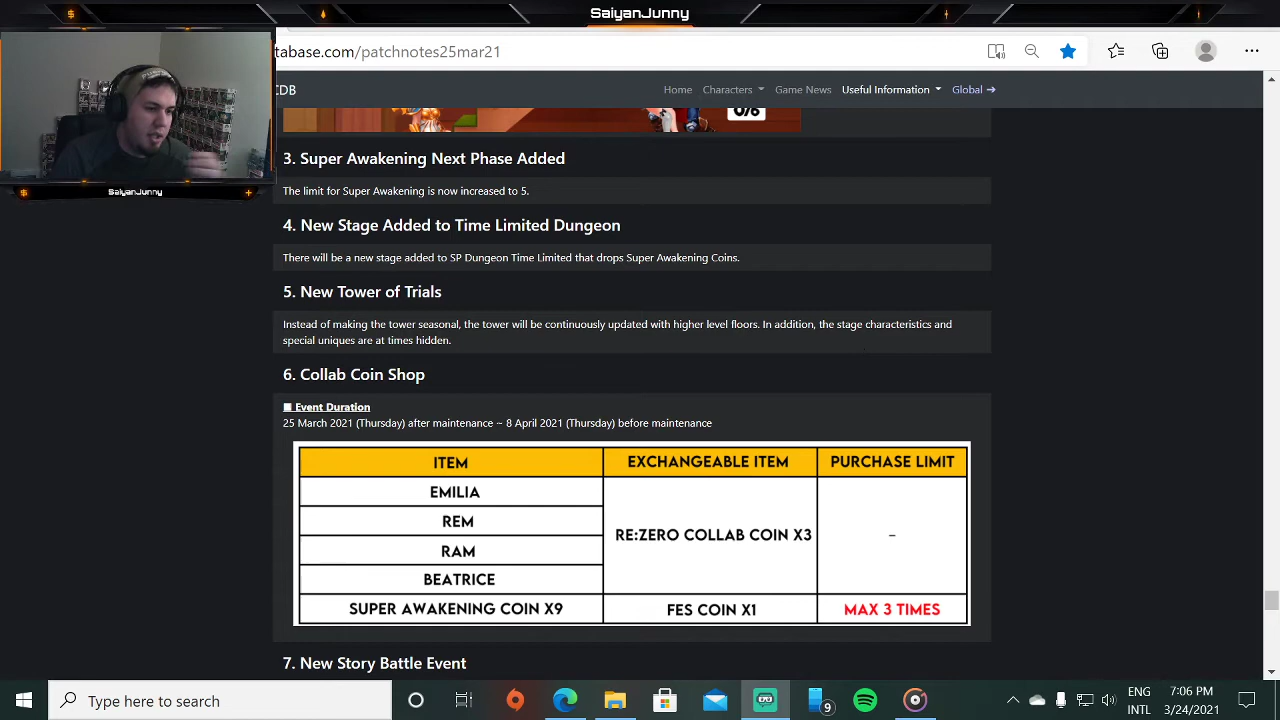 SaiyanJunny
tabase.com/patchnotes25mar21
CDB
Home
Characters
Game News
Useful Information
Global →
0/6
SaiyanJunny
3. Super Awakening Next Phase Added
The limit for Super Awakening is now increased to 5.
4. New Stage Added to Time Limited Dungeon
There will be a new stage added to SP Dungeon Time Limited that drops Super Awakening Coins.
5. New Tower of Trials
Instead of making the tower seasonal, the tower will be continuously updated with higher level floors. In addition, the stage characteristics and
special uniques are at times hidden.
6. Collab Coin Shop
■ Event Duration
25 March 2021 (Thursday) after maintenance ~ 8 April 2021 (Thursday) before maintenance
ITEM
EXCHANGEABLE ITEM
PURCHASE LIMIT
EMILIA
REM
RAM
BEATRICE
RE:ZERO COLLAB COIN X3
–
SUPER AWAKENING COIN X9
FES COIN X1
MAX 3 TIMES
7. New Story Battle Event
Type here to search
9
ENG
INTL
7:06 PM
3/24/2021